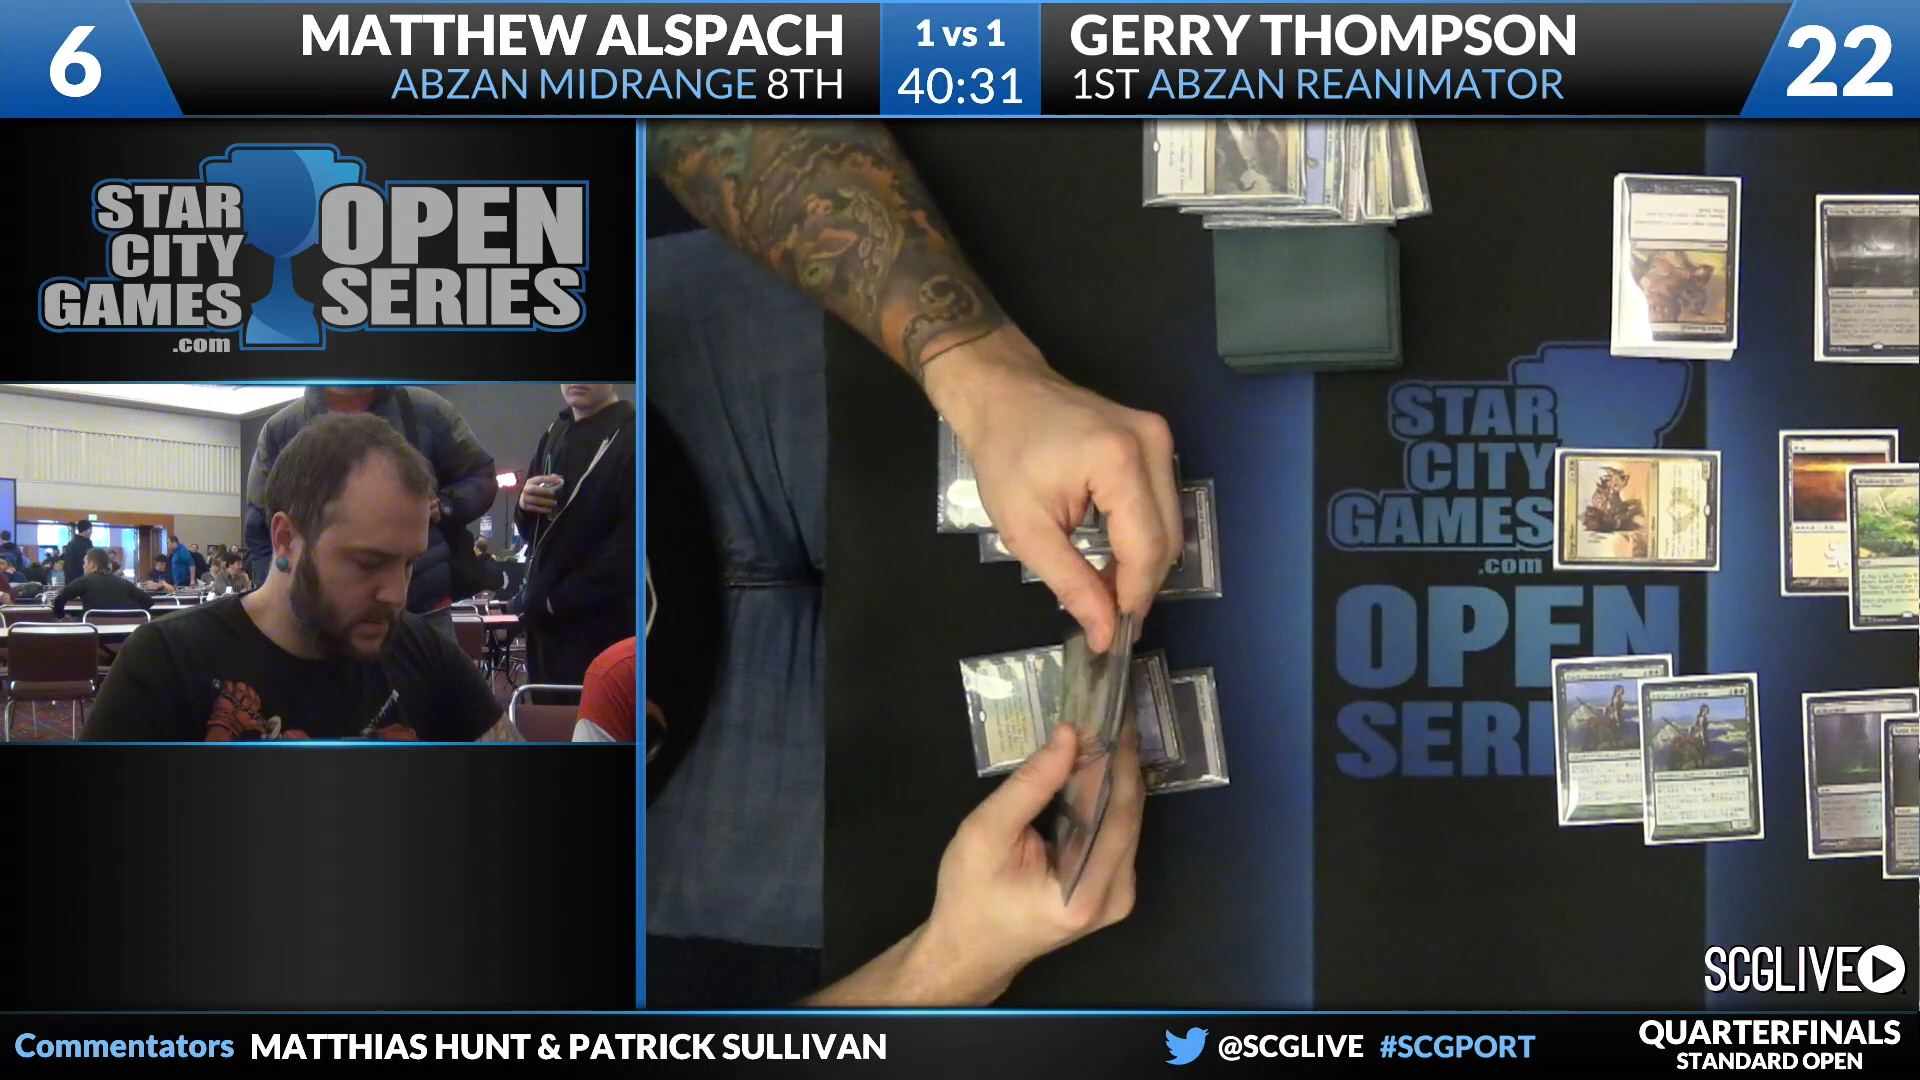 6
MATTHEW ALSPACH
ABZAN MIDRANGE 8TH
1 vs 1
40:31
GERRY THOMPSON
1ST ABZAN REANIMATOR
22
STAR
CITY
GAMES
.com
OPEN
SERIES
STAR
CITY
GAMES
.com
OPEN
SERI
SCGLIVE
Commentators MATTHIAS HUNT & PATRICK SULLIVAN
@SCGLIVE #SCGPORT
QUARTERFINALS
STANDARD OPEN